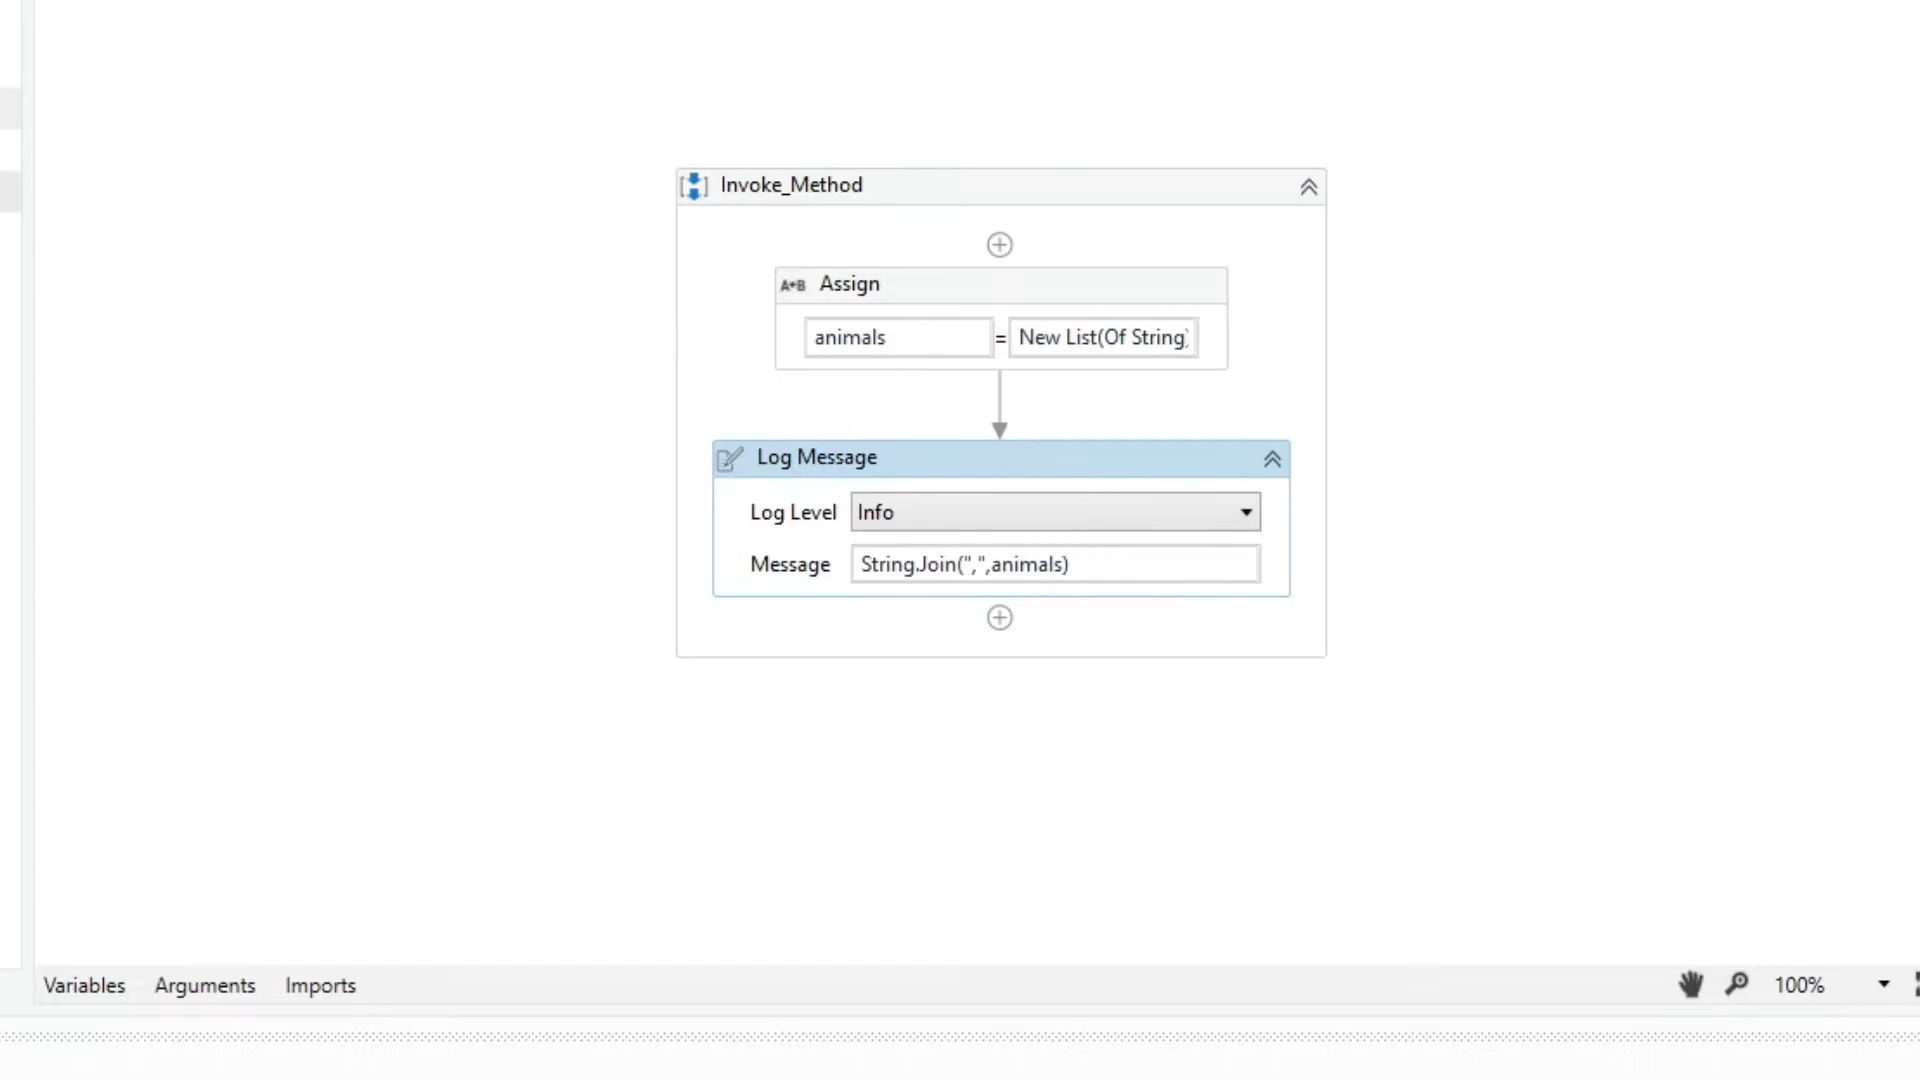 Invoke_Method
A+B Assign
animals = New List(Of String)
Log Message
Log Level Info
Message String.Join(",",animals)
Variables Arguments Imports 100%